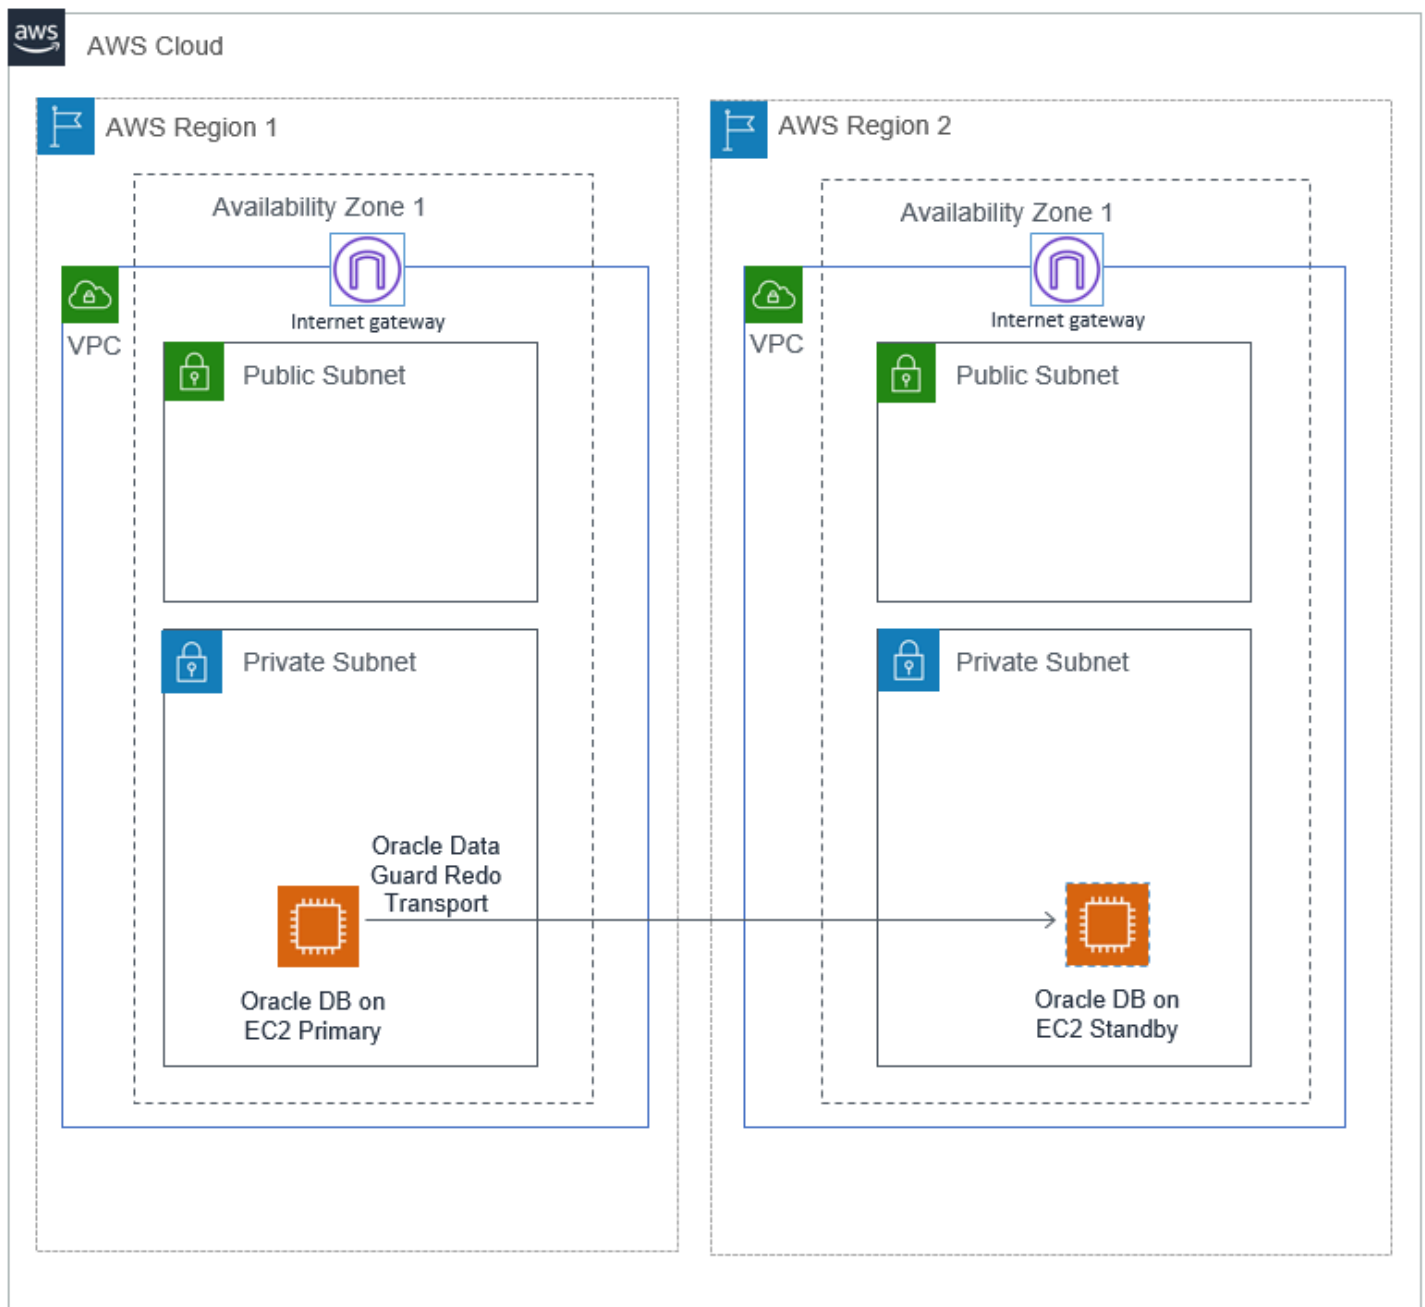 aws
AWS Cloud
AWS Region 1
Availability Zone 1
Internet gateway
VPC
Public Subnet
Private Subnet
Oracle Data
Guard Redo
Transport
Oracle DB on
EC2 Primary
AWS Region 2
Availability Zone 1
Internet gateway
VPC
Public Subnet
Private Subnet
Oracle DB on
EC2 Standby